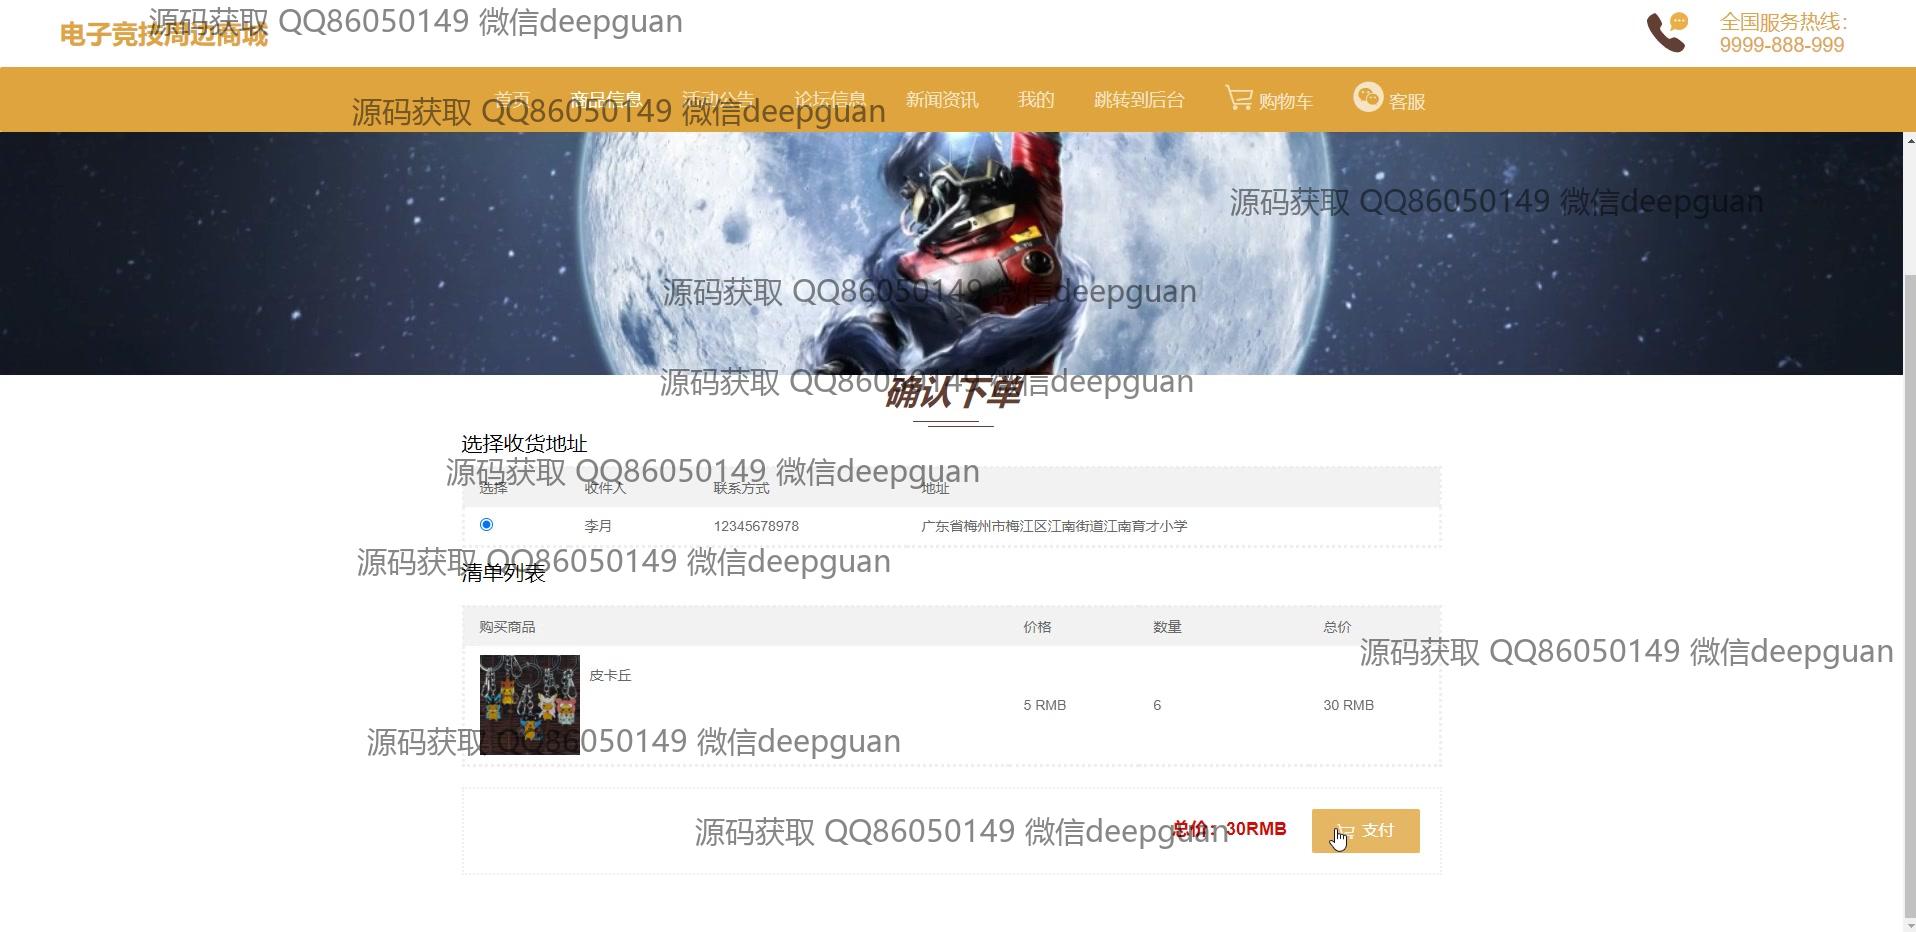 电子竞技周边商城
源码获取 QQ86050149 微信deepguan
全国服务热线：
9999-888-999
首页 商品信息 活动公告 论坛信息 新闻资讯 我的 跳转到后台 购物车 客服
源码获取 QQ86050149 微信deepguan
源码获取 QQ86050149 微信deepguan
源码获取 QQ86050149 微信deepguan
源码获取 QQ86050149 微信deepguan
确认下单
选择收货地址
源码获取 QQ86050149 微信deepguan
选择 收件人 联系方式 地址
李月 12345678978 广东省梅州市梅江区江南街道江南育才小学
源码获取 QQ86050149 微信deepguan
清单列表
购买商品 价格 数量 总价
源码获取 QQ86050149 微信deepguan
皮卡丘
5 RMB 6 30 RMB
源码获取 QQ86050149 微信deepguan
源码获取 QQ86050149 微信deepguan
总价：30RMB 支付